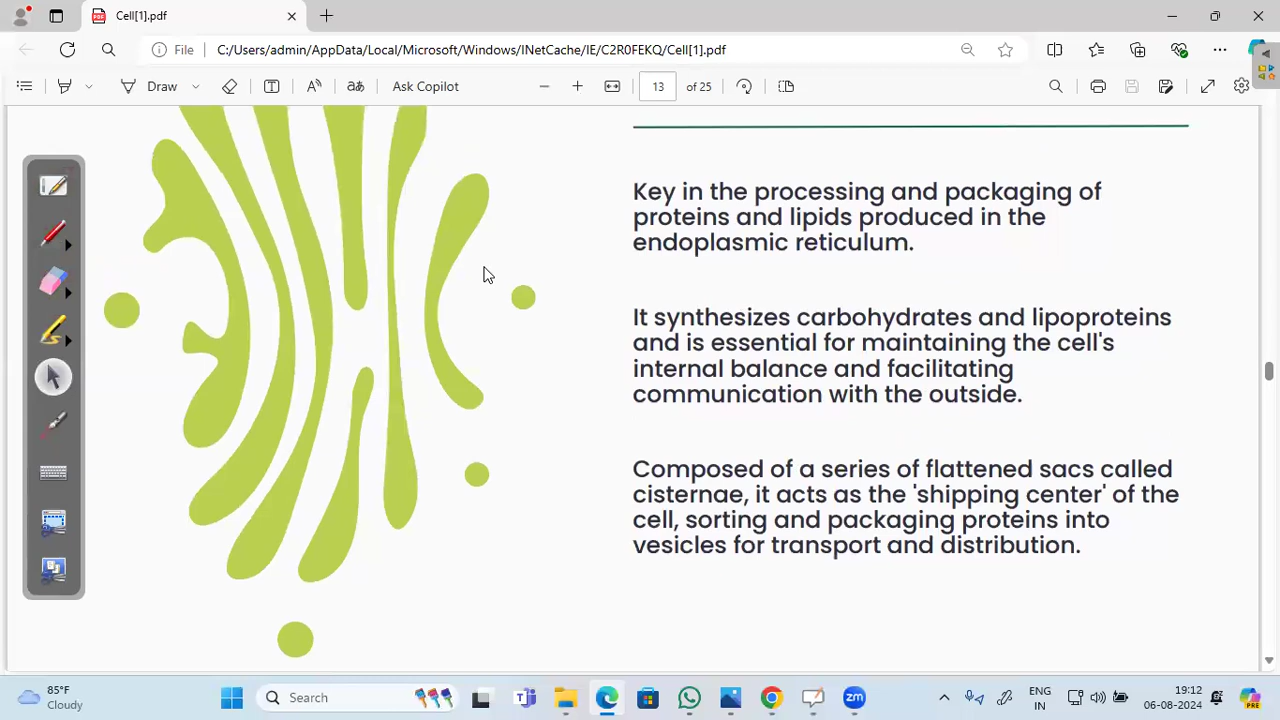 Cell[1].pdf
File
C:/Users/admin/AppData/Local/Microsoft/Windows/INetCache/IE/C2R0FEKQ/Cell[1].pdf
Draw
Ask Copilot
13
of 25
Key in the processing and packaging of
proteins and lipids produced in the
endoplasmic reticulum.
It synthesizes carbohydrates and lipoproteins
and is essential for maintaining the cell's
internal balance and facilitating
communication with the outside.
Composed of a series of flattened sacs called
cisternae, it acts as the 'shipping center' of the
cell, sorting and packaging proteins into
vesicles for transport and distribution.
85°F
Cloudy
Search
ENG
IN
19:12
06-08-2024